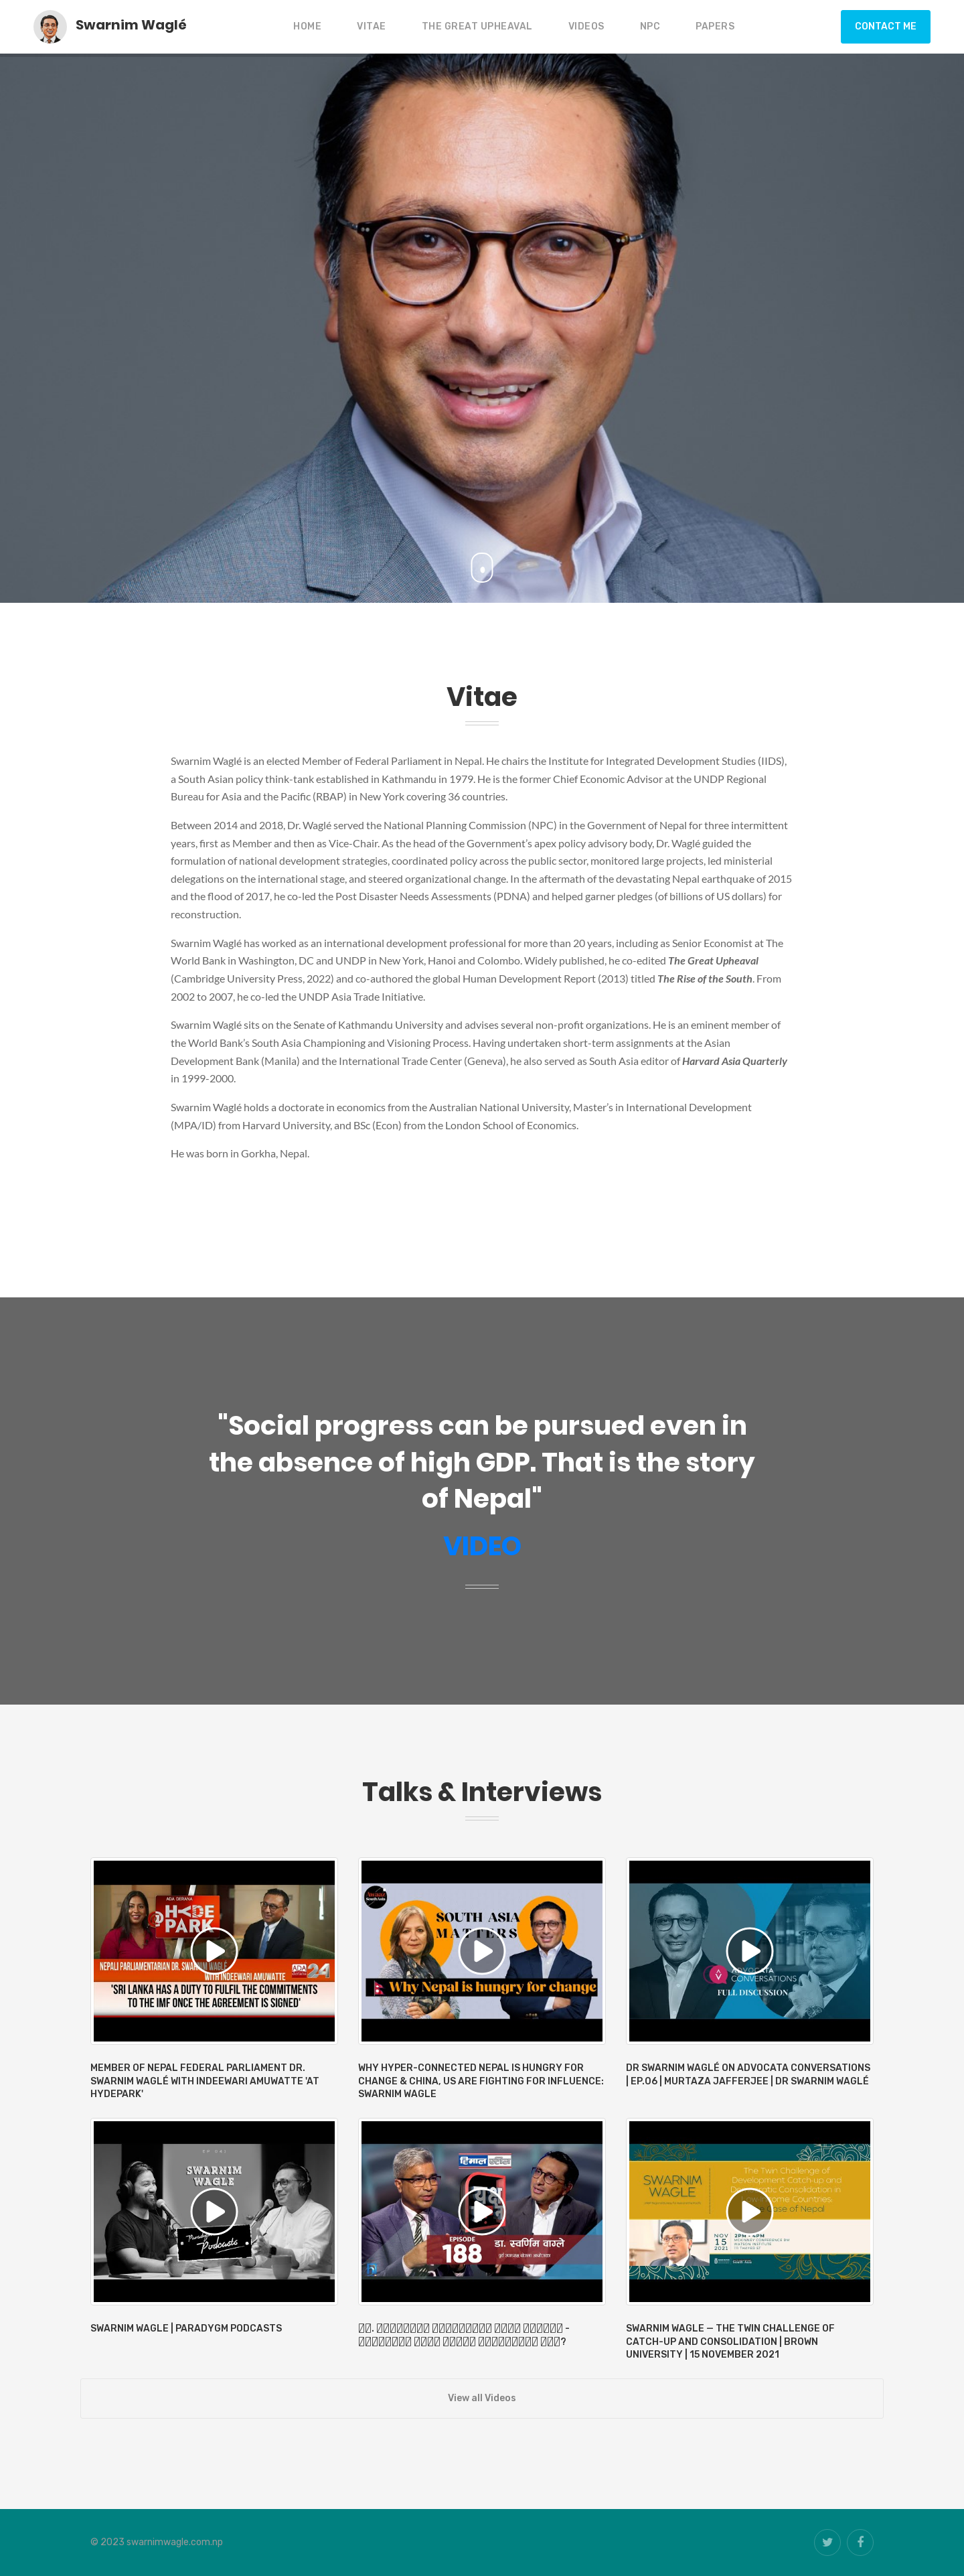 Swarnim Waglé
HOME VITAE THE GREAT UPHEAVAL VIDEOS NPC PAPERS
CONTACT ME
Vitae
Swarnim Waglé is an elected Member of Federal Parliament in Nepal. He chairs the Institute for Integrated Development Studies (IIDS),
a South Asian policy think-tank established in Kathmandu in 1979. He is the former Chief Economic Advisor at the UNDP Regional
Bureau for Asia and the Pacific (RBAP) in New York covering 36 countries.
Between 2014 and 2018, Dr. Waglé served the National Planning Commission (NPC) in the Government of Nepal for three intermittent
years, first as Member and then as Vice-Chair. As the head of the Government’s apex policy advisory body, Dr. Waglé guided the
formulation of national development strategies, coordinated policy across the public sector, monitored large projects, led ministerial
delegations on the international stage, and steered organizational change. In the aftermath of the devastating Nepal earthquake of 2015
and the flood of 2017, he co-led the Post Disaster Needs Assessments (PDNA) and helped garner pledges (of billions of US dollars) for
reconstruction.
Swarnim Waglé has worked as an international development professional for more than 20 years, including as Senior Economist at The
World Bank in Washington, DC and UNDP in New York, Hanoi and Colombo. Widely published, he co-edited The Great Upheaval
(Cambridge University Press, 2022) and co-authored the global Human Development Report (2013) titled The Rise of the South. From
2002 to 2007, he co-led the UNDP Asia Trade Initiative.
Swarnim Waglé sits on the Senate of Kathmandu University and advises several non-profit organizations. He is an eminent member of
the World Bank’s South Asia Championing and Visioning Process. Having undertaken short-term assignments at the Asian
Development Bank (Manila) and the International Trade Center (Geneva), he also served as South Asia editor of Harvard Asia Quarterly
in 1999-2000.
Swarnim Waglé holds a doctorate in economics from the Australian National University, Master’s in International Development
(MPA/ID) from Harvard University, and BSc (Econ) from the London School of Economics.
He was born in Gorkha, Nepal.
"Social progress can be pursued even in
the absence of high GDP. That is the story
of Nepal"
VIDEO
Talks & Interviews
ADA DERANA
@HYDE
PARK
NEPALI PARLIAMENTARIAN DR. SWARNIM WAGLÉ
WITH INDEEWARI AMUWATTE
ADA
24
'SRI LANKA HAS A DUTY TO FULFIL THE COMMITMENTS
TO THE IMF ONCE THE AGREEMENT IS SIGNED'
SOUTH ASIA
MATTERS
Why Nepal is hungry for change
ADVOCATA
CONVERSATIONS
FULL DISCUSSION
MEMBER OF NEPAL FEDERAL PARLIAMENT DR.
SWARNIM WAGLÉ WITH INDEEWARI AMUWATTE 'AT
HYDEPARK'
WHY HYPER-CONNECTED NEPAL IS HUNGRY FOR
CHANGE & CHINA, US ARE FIGHTING FOR INFLUENCE:
SWARNIM WAGLE
DR SWARNIM WAGLÉ ON ADVOCATA CONVERSATIONS
| EP.06 | MURTAZA JAFFERJEE | DR SWARNIM WAGLÉ
SWARNIM
WAGLE
Podcasts
हिमाल
EPISODE
188
डा. स्वर्णिम वाग्ले
SWARNIM
WAGLE
The Twin Challenge of
Development Catch-up and
Consolidation in
Case of Nepal
NOV
15
2021
SWARNIM WAGLE | PARADYGM PODCASTS
SWARNIM WAGLE — THE TWIN CHALLENGE OF
CATCH-UP AND CONSOLIDATION | BROWN
UNIVERSITY | 15 NOVEMBER 2021
View all Videos
© 2023 swarnimwagle.com.np